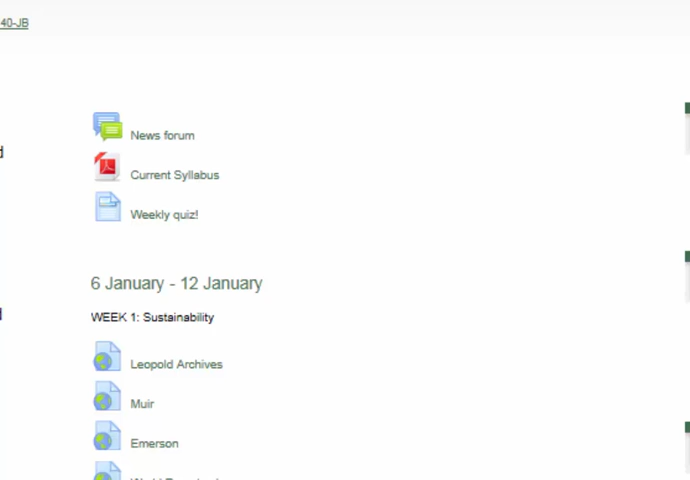 40-JB
News forum
Current Syllabus
Weekly quiz!
6 January - 12 January
WEEK 1: Sustainability
Leopold Archives
Muir
Emerson